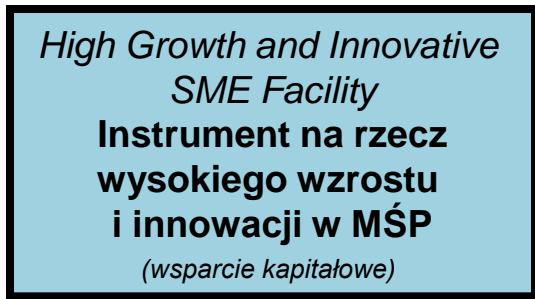 High Growth and Innovative
SME Facility
Instrument na rzecz
wysokiego wzrostu
i innowacji w MŚP
(wsparcie kapitałowe)